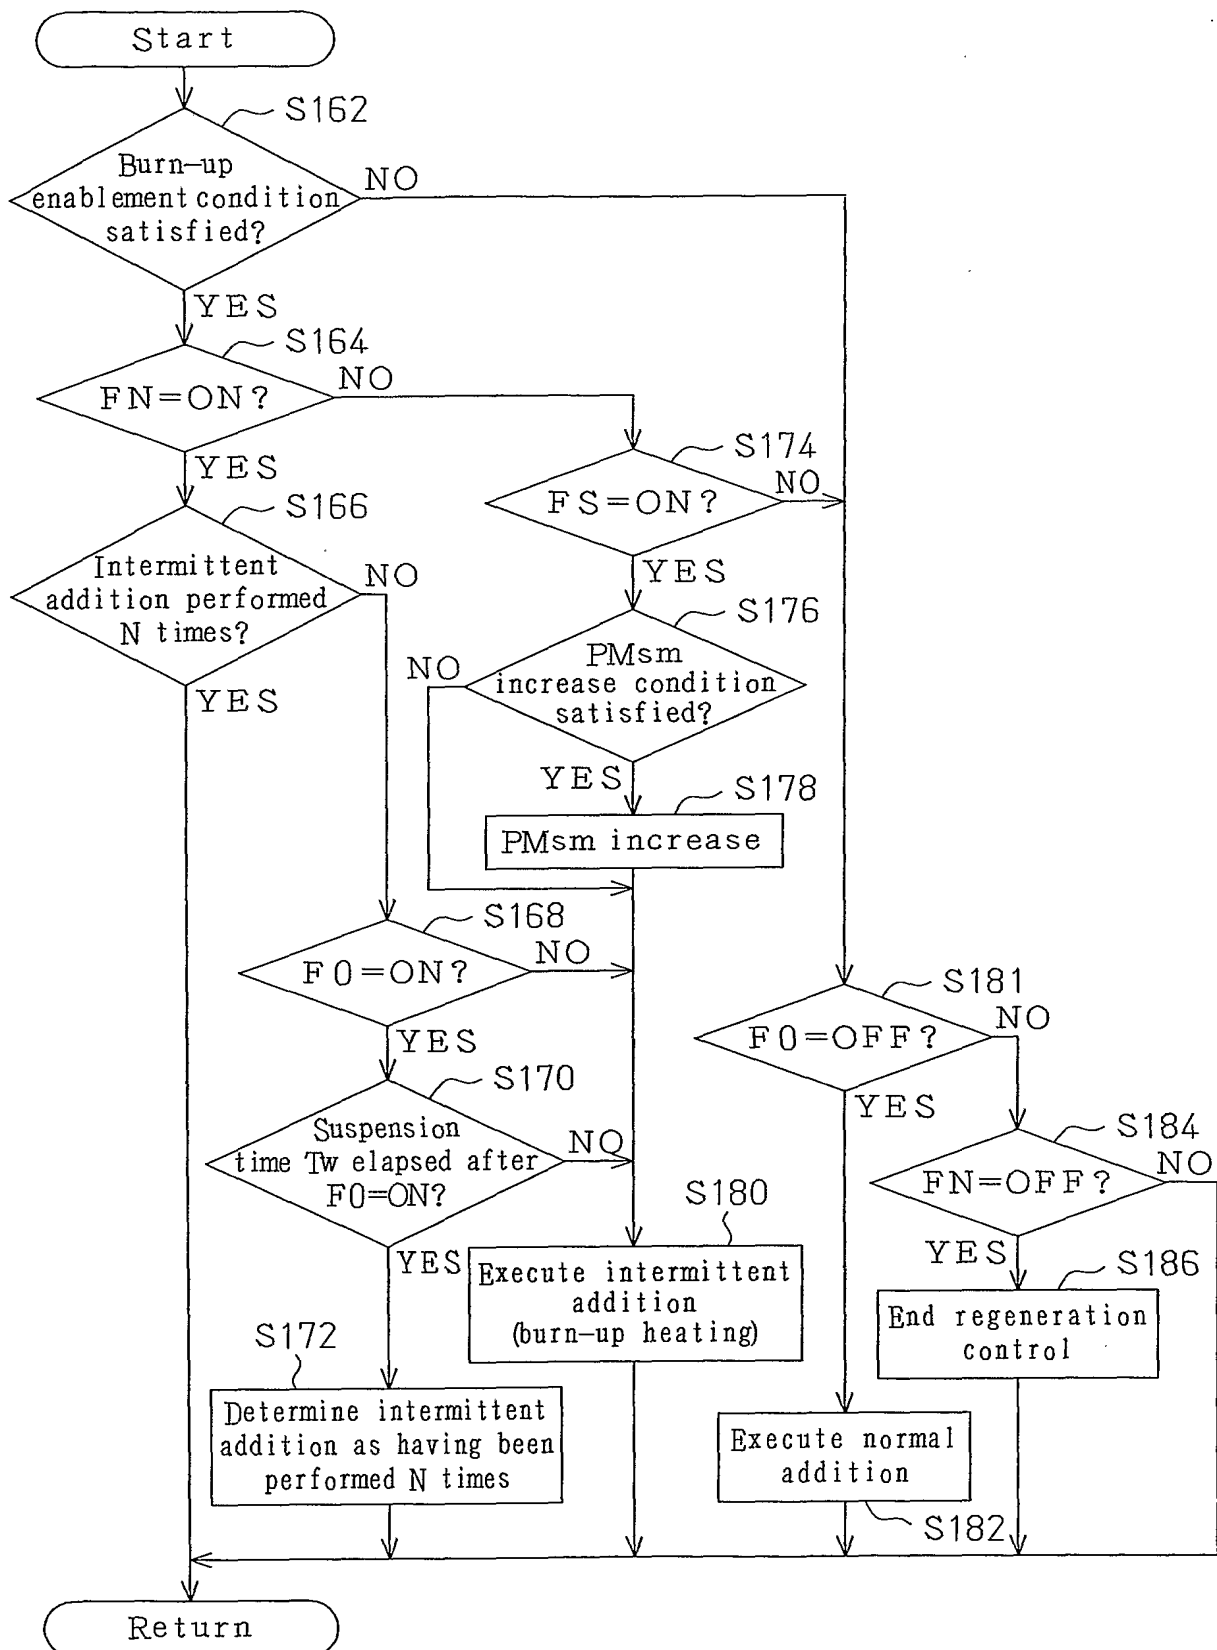 Start
S162
Burn-up
enablement condition
satisfied?
NO
YES
S164
FN=ON?
NO
YES
S174
FS=ON?
NO
YES
S166
Intermittent
addition performed
N times?
NO
YES
S176
PMsm
increase condition
satisfied?
NO
YES
S178
PMsm increase
S168
F0=ON?
NO
YES
S181
F0=OFF?
NO
YES
S170
Suspension
time Tw elapsed after
F0=ON?
NO
YES
S184
FN=OFF?
NO
YES
S180
Execute intermittent
addition
(burn-up heating)
S186
End regeneration
control
S172
Determine intermittent
addition as having been
performed N times
Execute normal
addition
S182
Return